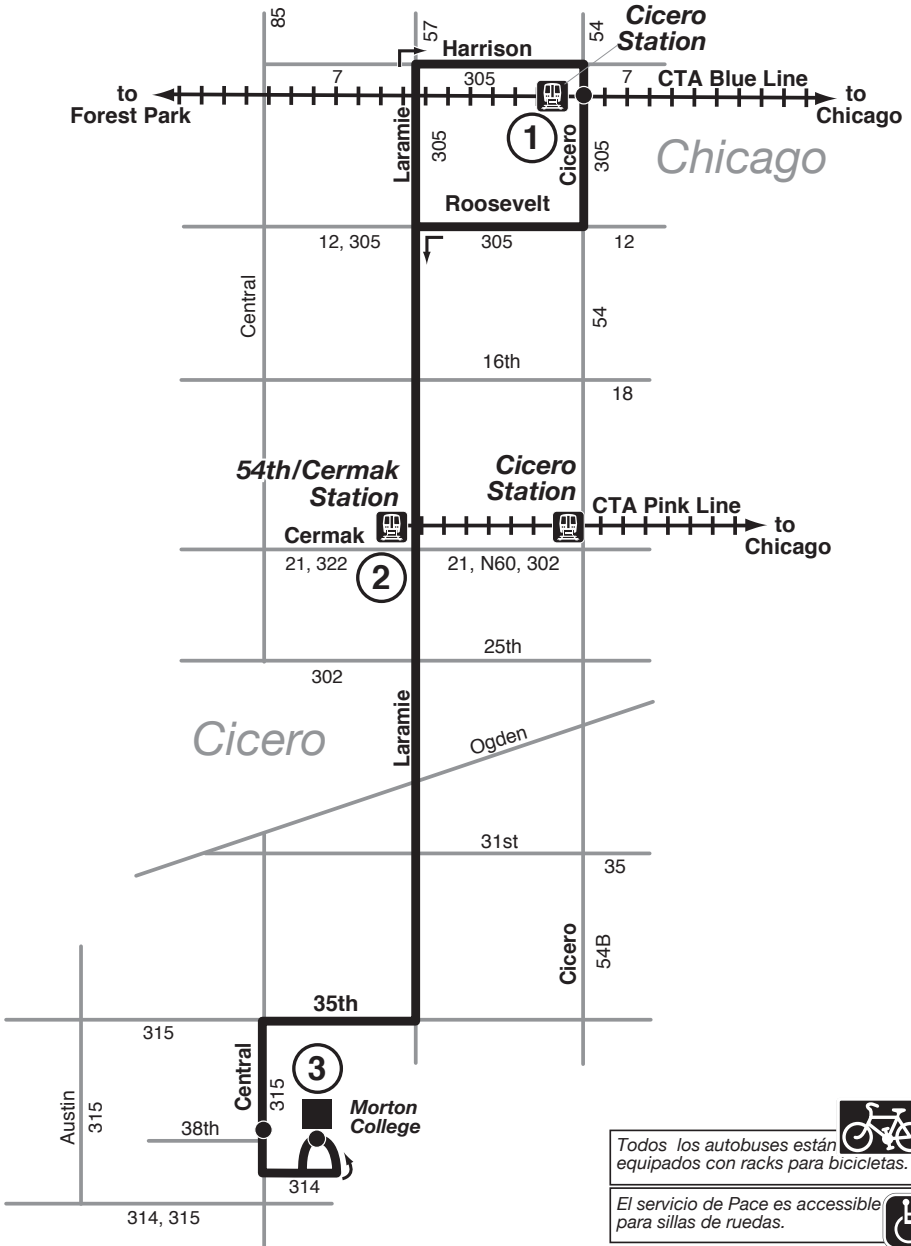 85
57
54
Cicero
Station
Harrison
7
305
7
CTA Blue Line
to
Forest Park
to
Chicago
1
Laramie
305
Cicero
305
Chicago
Roosevelt
12, 305
305
12
Central
54
16th
18
54th/Cermak
Station
Cicero
Station
CTA Pink Line
to
Chicago
Cermak
21, 322
2
21, N60, 302
25th
302
Laramie
Cicero
Ogden
31st
35
Cicero
54B
35th
315
Central
315
3
Morton
College
Austin
315
38th
314
314, 315
Todos los autobuses están
equipados con racks para bicicletas.
El servicio de Pace es accessible
para sillas de ruedas.